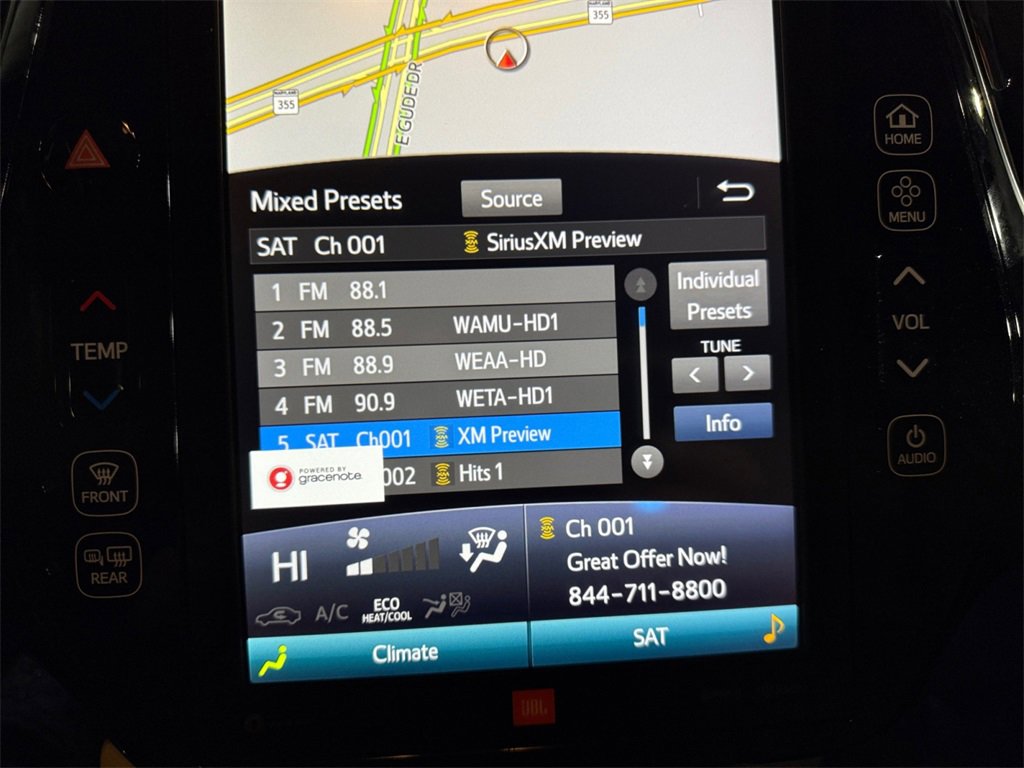 MARYLAND
355
MARYLAND
355
E GUDE DR
HOME
MENU
Mixed Presets
Source
SAT Ch 001 SiriusXM Preview
1 FM 88.1
2 FM 88.5 WAMU-HD1
3 FM 88.9 WEAA-HD
4 FM 90.9 WETA-HD1
5 SAT Ch001 XM Preview
002 Hits 1
Individual
Presets
TUNE
< >
Info
POWERED BY
gracenote
TEMP
FRONT
REAR
VOL
AUDIO
HI
A/C
ECO
HEAT/COOL
Climate
Ch 001
Great Offer Now!
844-711-8800
SAT
JBL